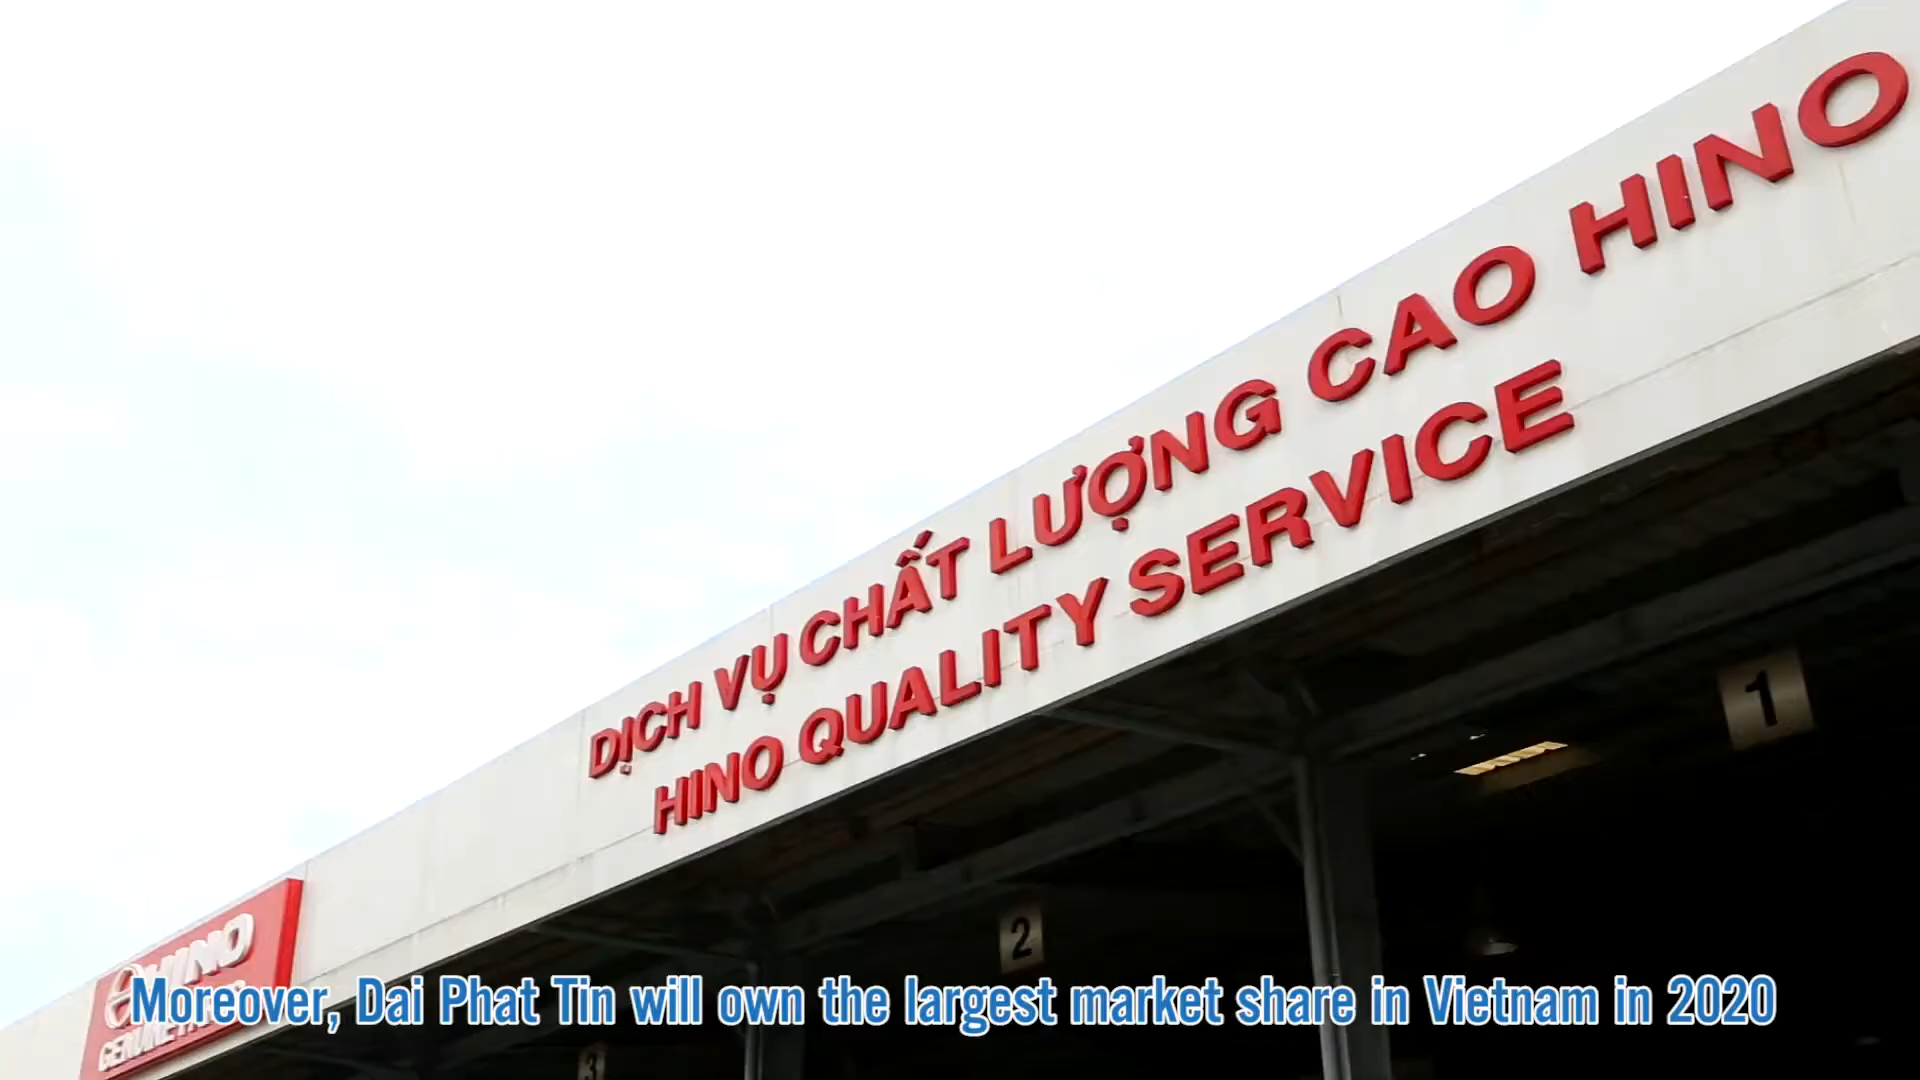 DỊCH VỤ CHẤT LƯỢNG CAO HINO
HINO QUALITY SERVICE
1
2
3
HINO
Moreover, Dai Phat Tin will own the largest market share in Vietnam in 2020